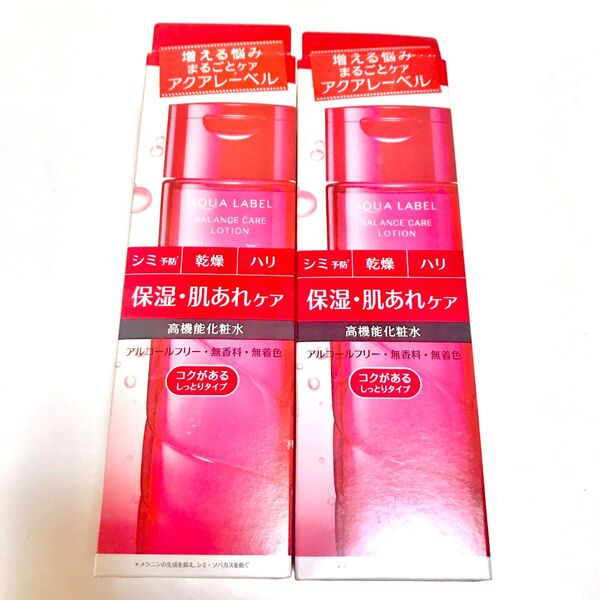 増える悩み
まるごとケア
アクアレーベル
AQUA LABEL
BALANCE CARE
LOTION
シミ予防* 乾燥 ハリ
保湿・肌あれケア
高機能化粧水
アルコールフリー・無香料・無着色
コクがある
しっとりタイプ
*メラニンの生成を抑え、シミ・ソバカスを防ぐ
増える悩み
まるごとケア
アクアレーベル
AQUA LABEL
BALANCE CARE
LOTION
シミ予防* 乾燥 ハリ
保湿・肌あれケア
高機能化粧水
アルコールフリー・無香料・無着色
コクがある
しっとりタイプ